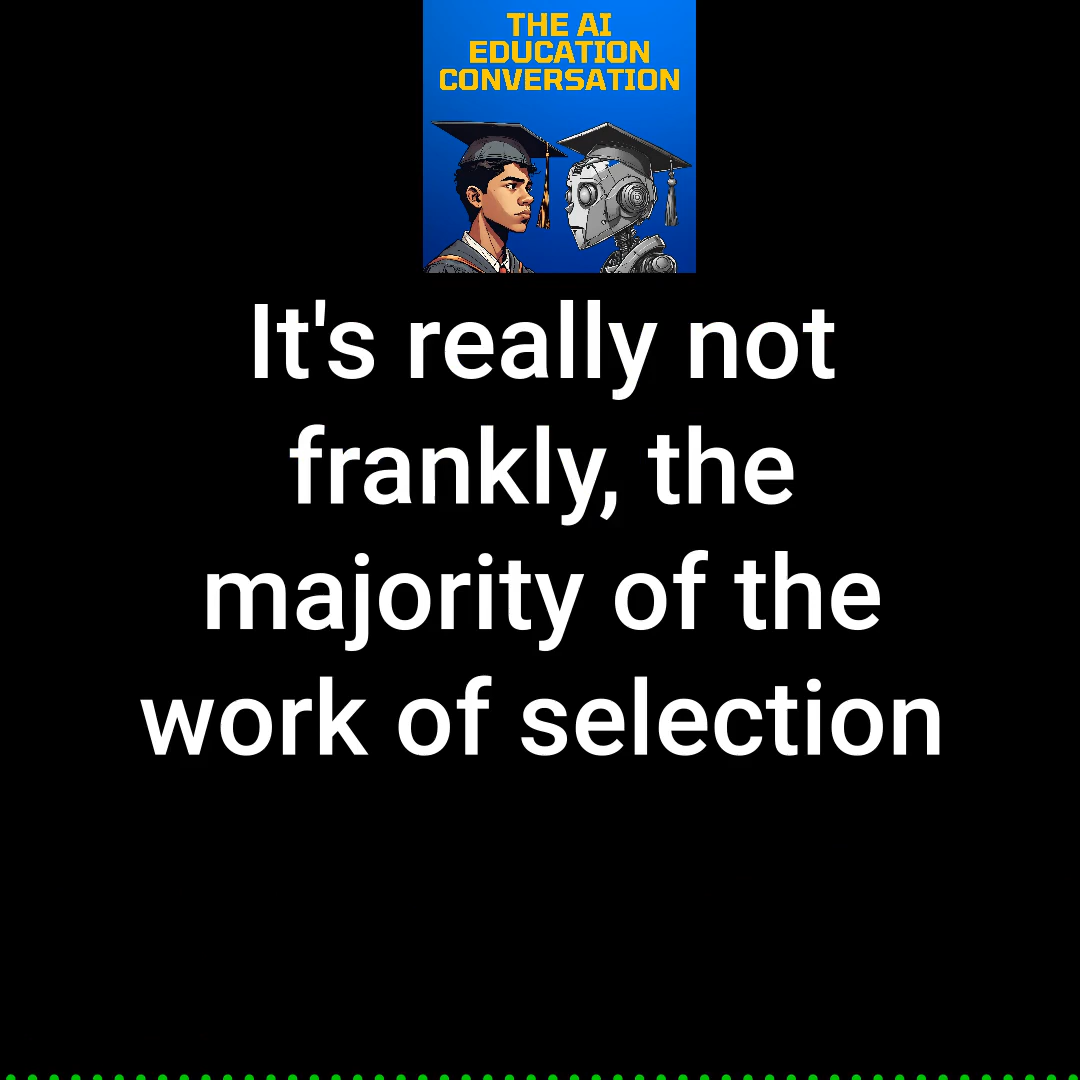 THE AI
EDUCATION
CONVERSATION
It's really not
frankly, the
majority of the
work of selection